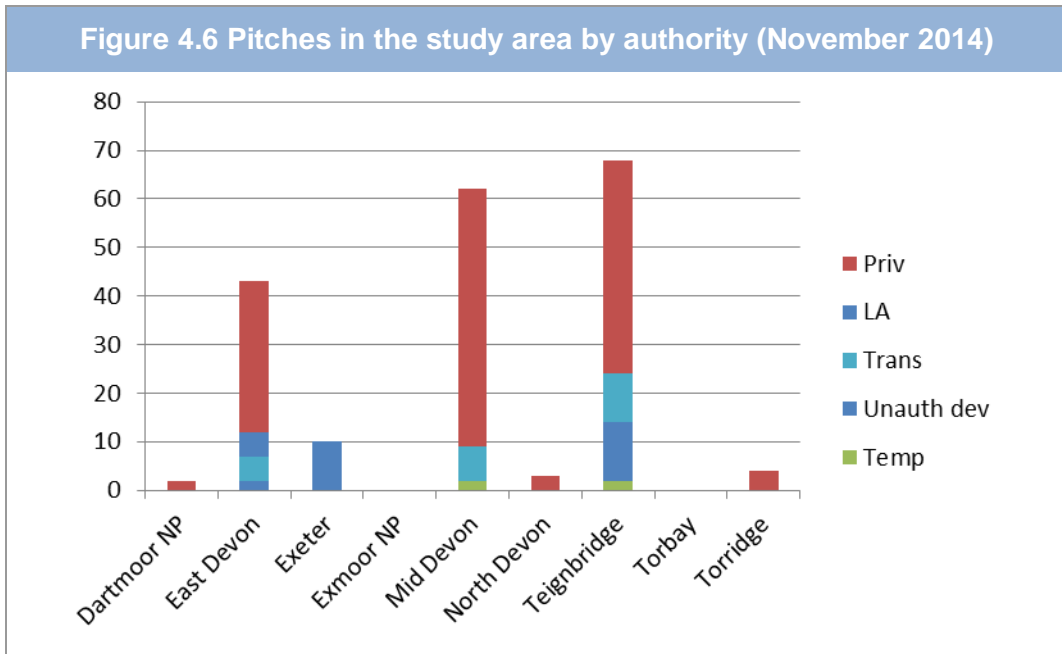 Figure 4.6 Pitches in the study area by authority (November 2014)
80
70
60
50
40
30
20
10
0
Dartmoor NP
East Devon
Exeter
Exmoor NP
Mid Devon
North Devon
Teignbridge
Torbay
Torridge
Priv
LA
Trans
Unauth dev
Temp